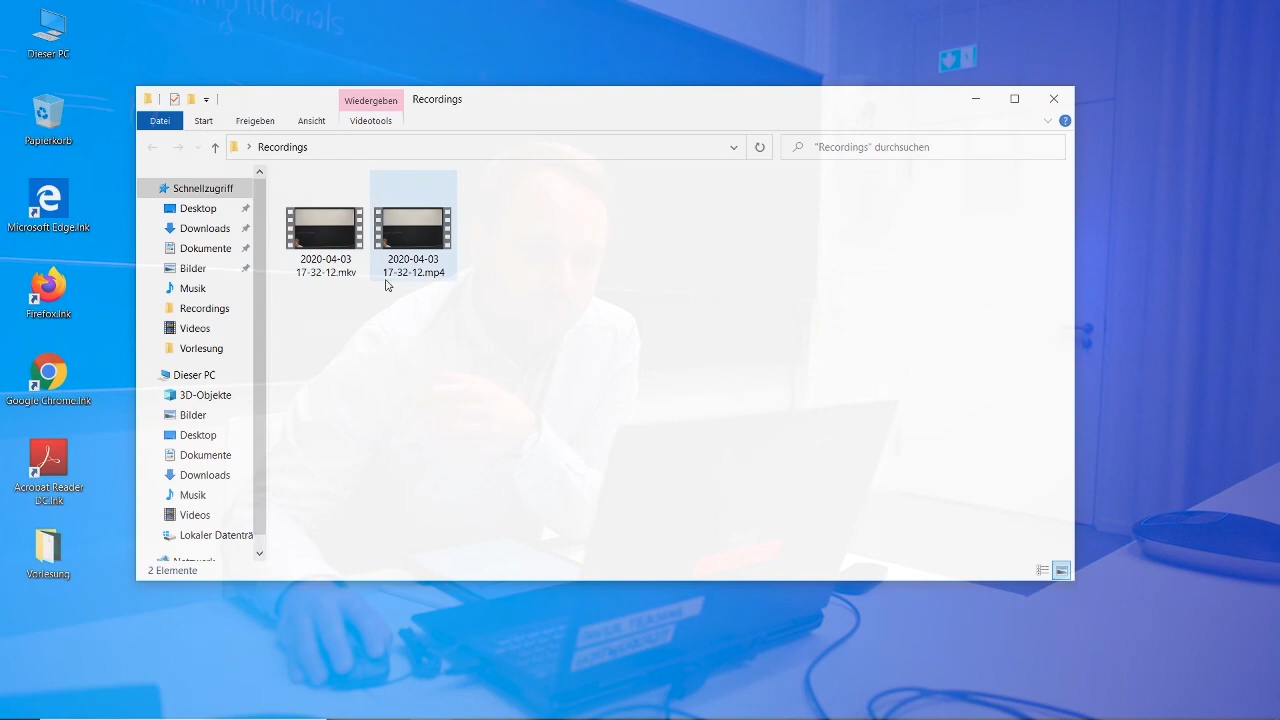 Tutorials
Dieser PC
Papierkorb
Microsoft Edge.lnk
Firefox.lnk
Google Chrome.lnk
Acrobat Reader
DC.lnk
Vorlesung
Wiedergeben
Recordings
Datei
Start
Freigeben
Ansicht
Videotools
Recordings
"Recordings" durchsuchen
Schnellzugriff
Desktop
Downloads
Dokumente
Bilder
Musik
Recordings
Videos
Vorlesung
Dieser PC
3D-Objekte
Bilder
Desktop
Dokumente
Downloads
Musik
Videos
Lokaler Datenträ
2020-04-03
17-32-12.mkv
2020-04-03
17-32-12.mp4
2 Elemente